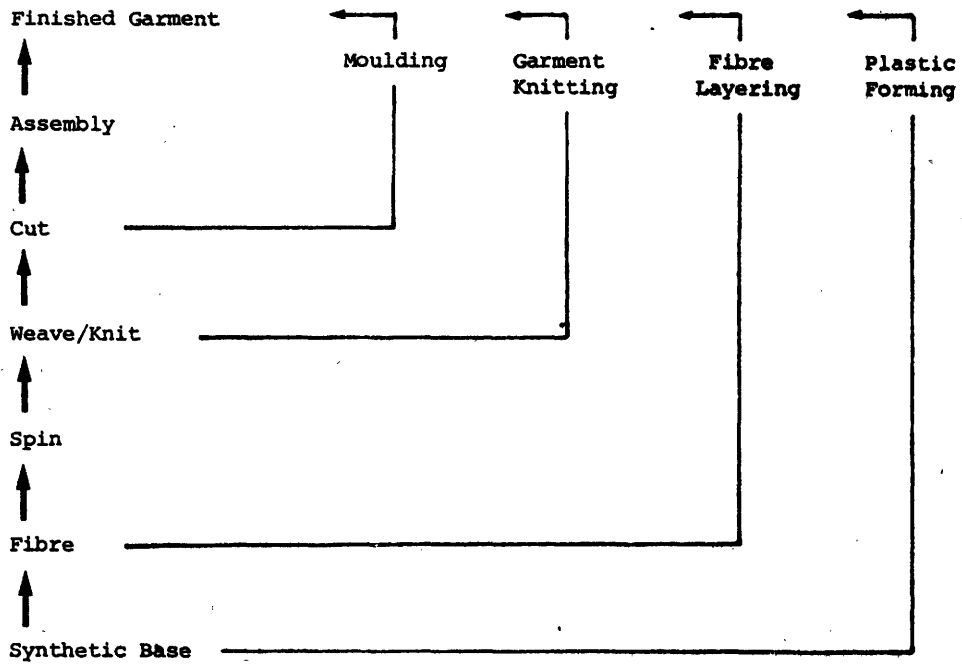 Finished Garment
Moulding
Garment
Knitting
Fibre
Layering
Plastic
Forming
Assembly
Cut
Weave/Knit
Spin
Fibre
Synthetic Base